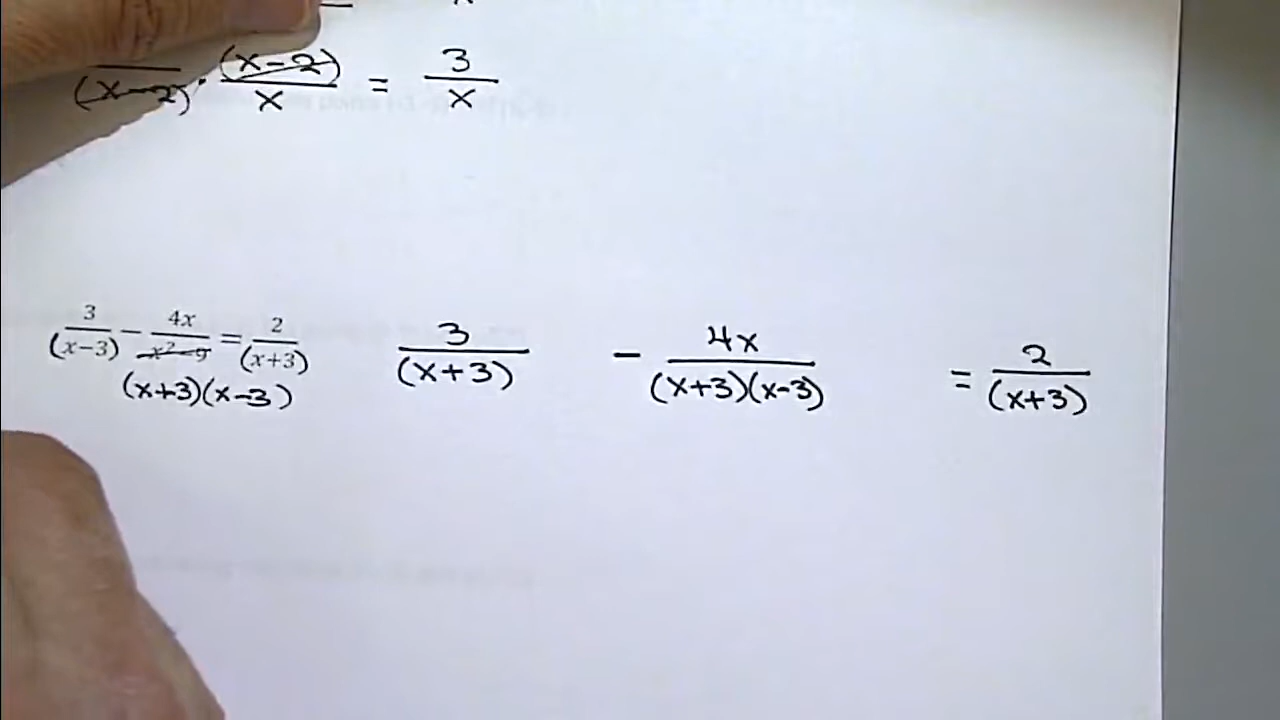 (x-2) · (x-2)/x = 3/x
3/(x-3) - 4x/x²-9 = 2/(x+3)
(x+3)(x-3)
3/(x+3) - 4x/(x+3)(x-3) = 2/(x+3)